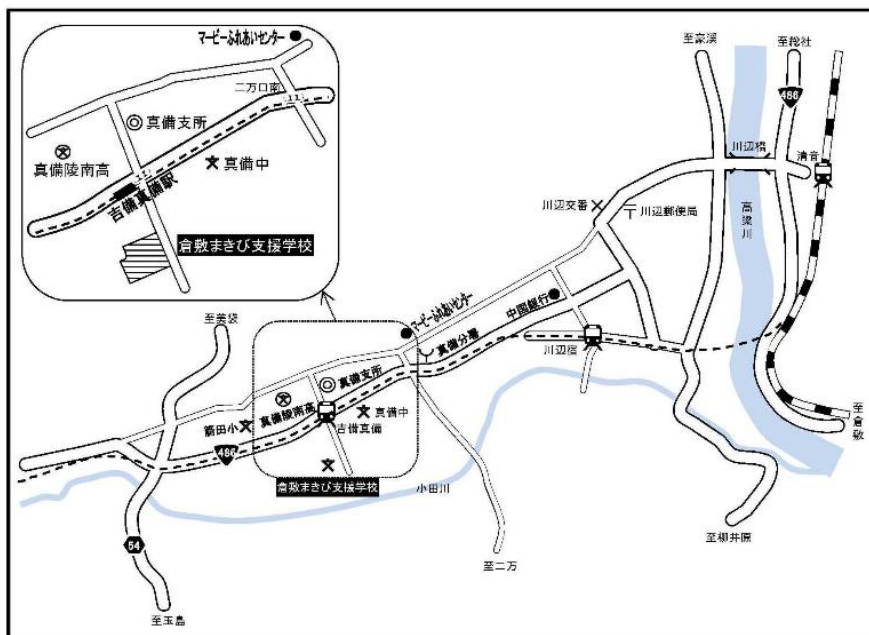 マービーふれあいセンター
二万口南
真備支所
真備陵南高
真備中
吉備真備駅
倉敷まきび支援学校
至豪渓
至総社
486
川辺橋
清音
川辺交番
川辺郵便局
高梁川
マービーふれあいセンター
中国銀行
真備分署
川辺宿
至美袋
真備支所
真備陵南高
真備中
箭田小
吉備真備
486
倉敷まきび支援学校
小田川
至倉敷
54
至二万
至柳井原
至玉島